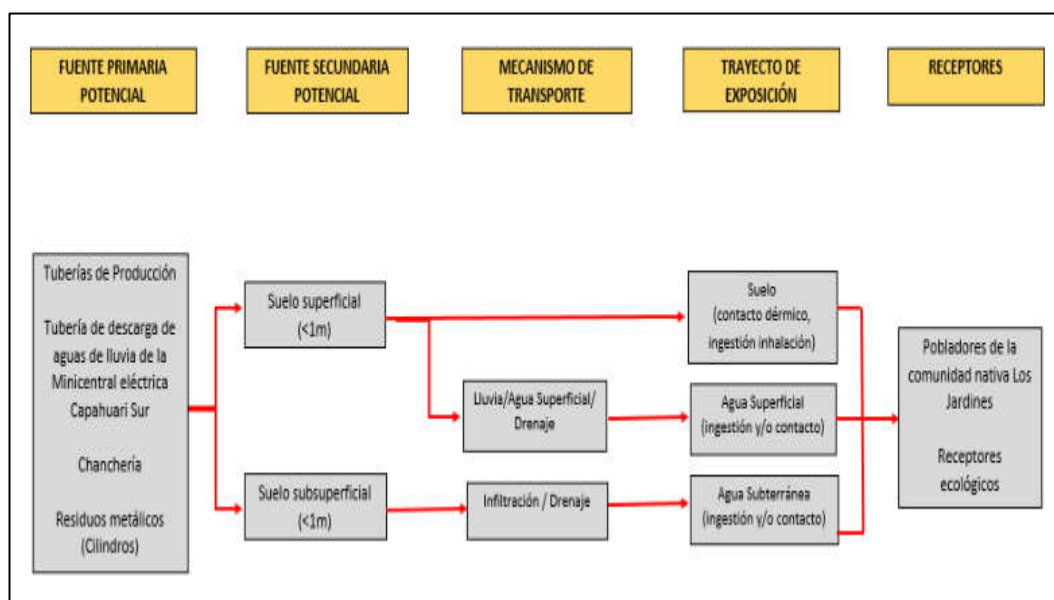 FUENTE PRIMARIA
POTENCIAL
FUENTE SECUNDARIA
POTENCIAL
MECANISMO DE
TRANSPORTE
TRAYECTO DE
EXPOSICIÓN
RECEPTORES
Tuberías de Producción
Tubería de descarga de
aguas de lluvia de la
Minicentral eléctrica
Capahuari Sur
Chanchería
Residuos metálicos
(Cilindros)
Suelo superficial
(<1m)
Suelo subsuperficial
(<1m)
Lluvia/Agua Superficial/
Drenaje
Infiltración / Drenaje
Suelo
(contacto dérmico,
ingestión inhalación)
Agua Superficial
(ingestión y/o contacto)
Agua Subterránea
(ingestión y/o contacto)
Pobladores de la
comunidad nativa Los
Jardines
Receptores
ecológicos